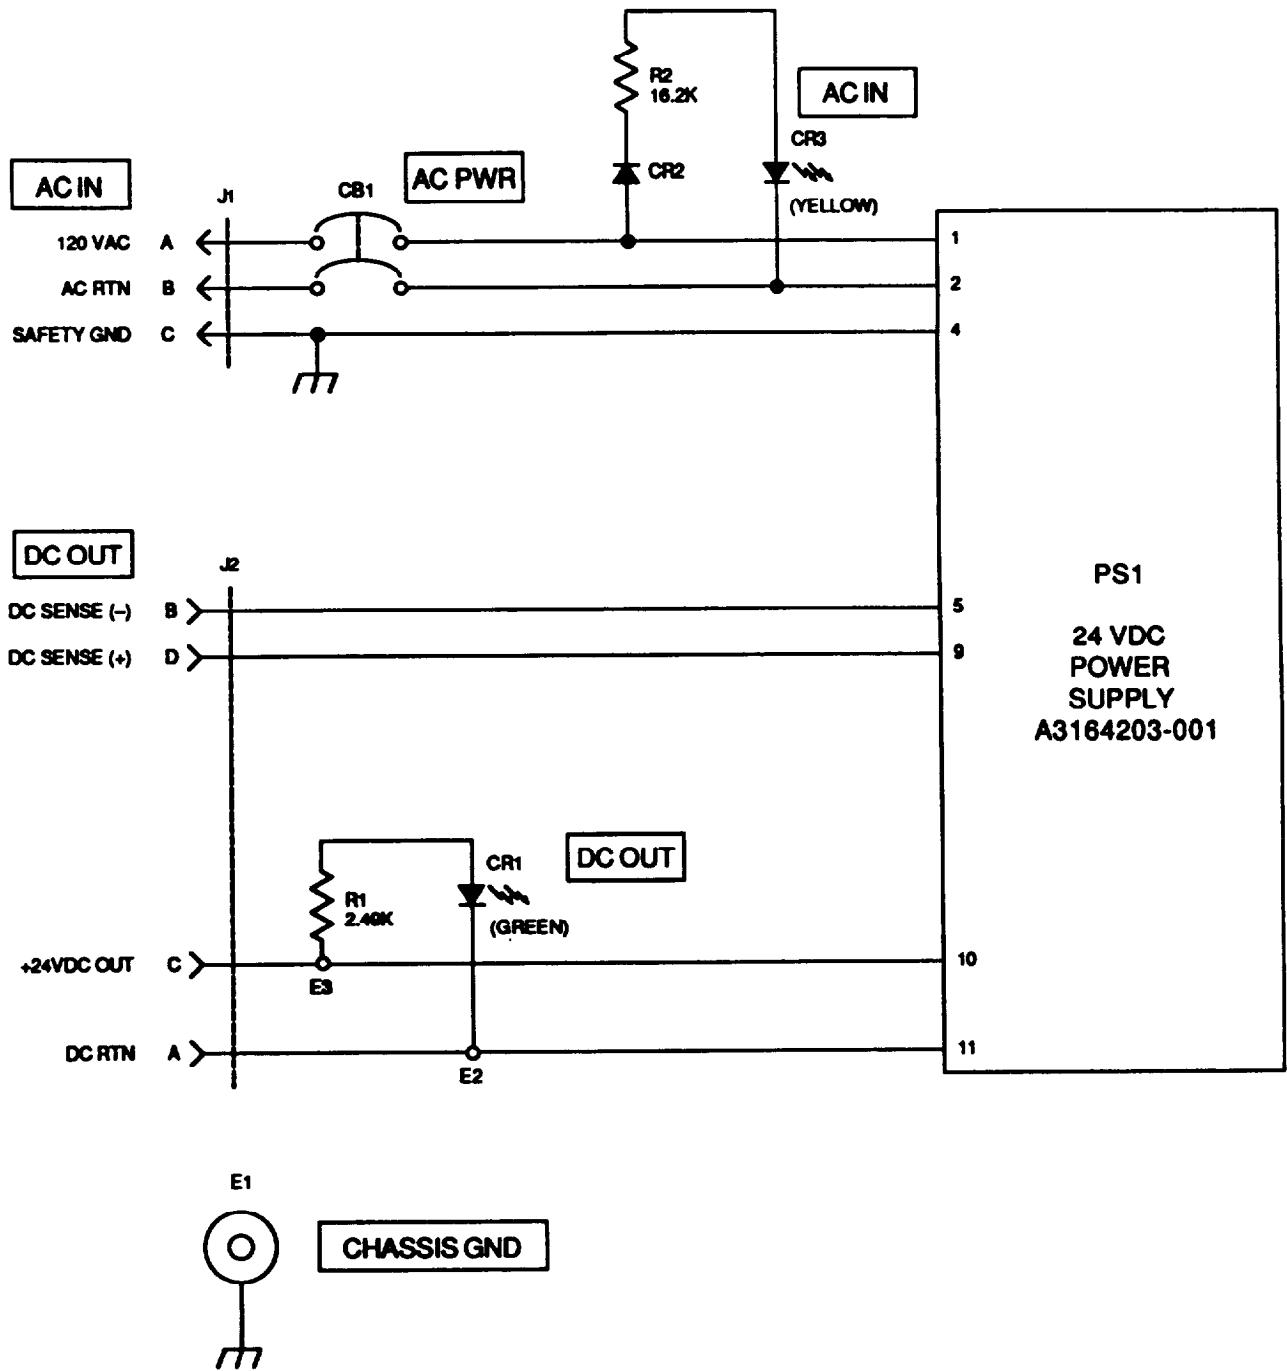 R2
16.2K
AC IN
CR3
CR2
(YELLOW)
AC IN
J1
CB1
AC PWR
120 VAC A
1
AC RTN B
2
SAFETY GND C
4
DC OUT
J2
DC SENSE (–) B
5
DC SENSE (+) D
9
PS1
24 VDC
POWER
SUPPLY
A3164203-001
CR1
DC OUT
R1
2.49K
(GREEN)
+24VDC OUT C
10
E3
DC RTN A
11
E2
E1
CHASSIS GND